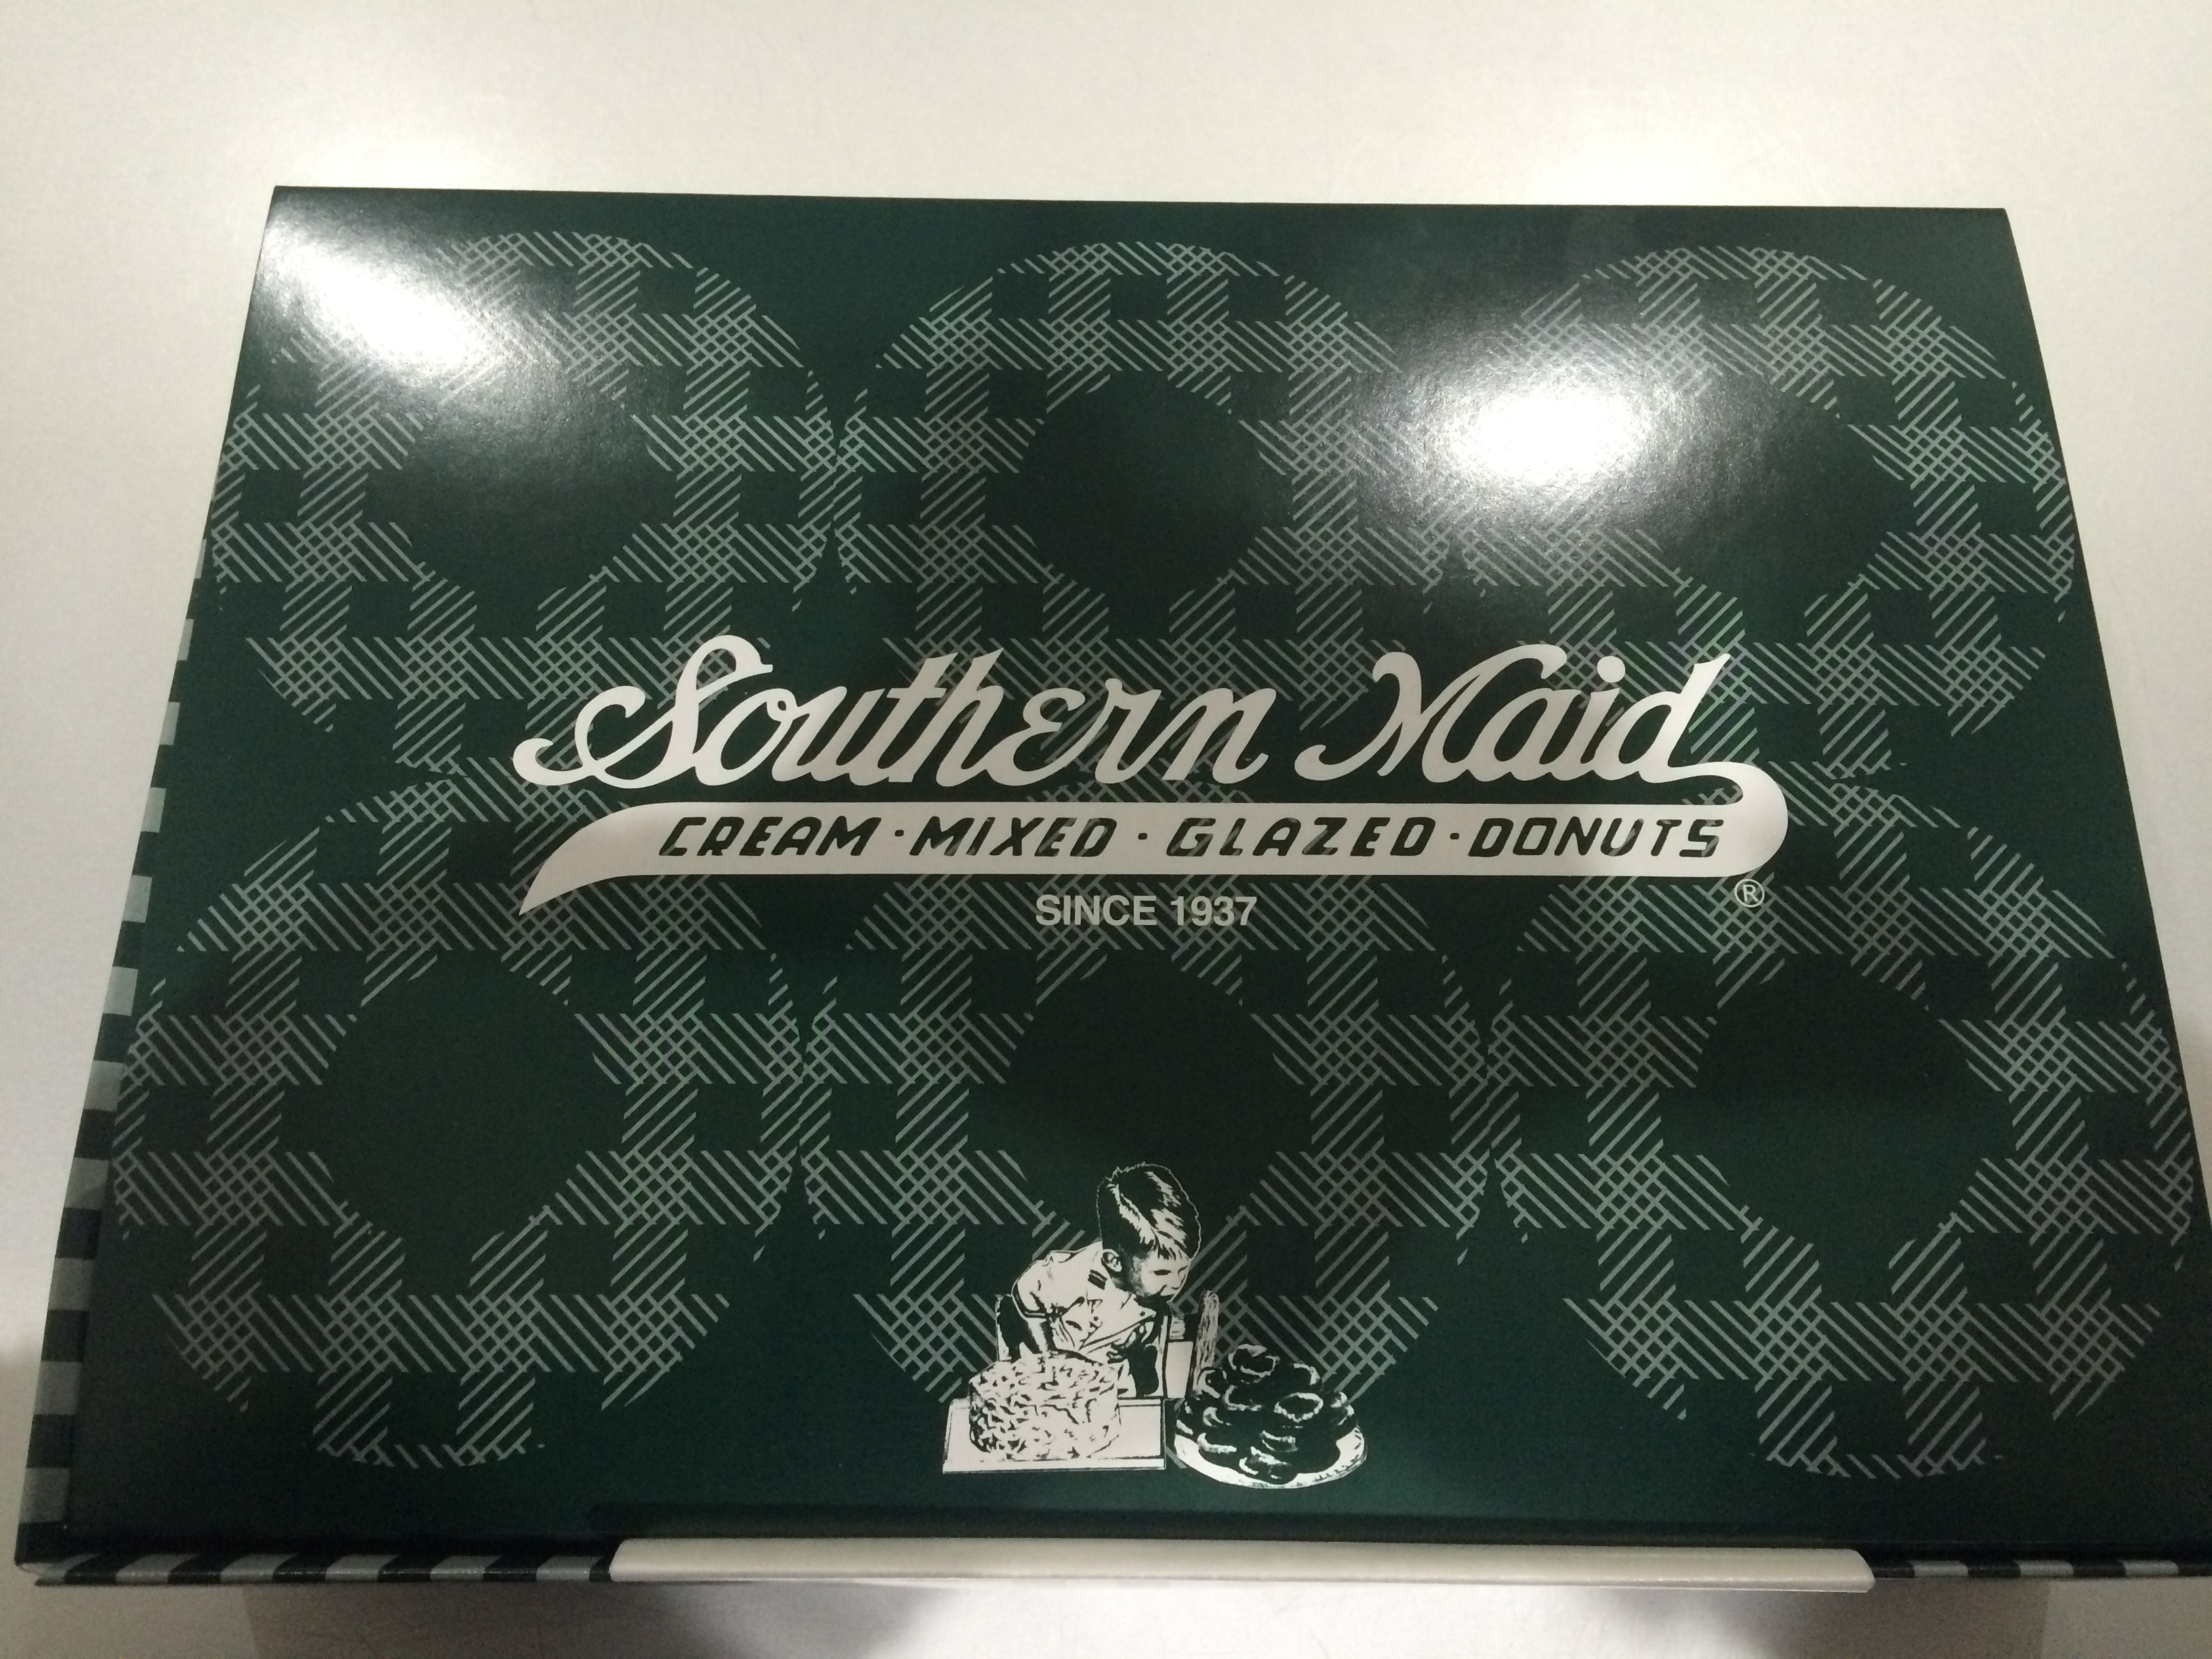 Southern Maid
CREAM · MIXED · GLAZED · DONUTS
®
SINCE 1937